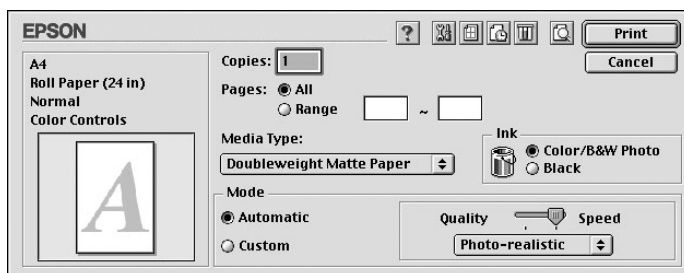 EPSON
?
Print
Cancel
A4
Roll Paper (24 in)
Normal
Color Controls
A
Copies: 1
Pages: All
Range ~
Media Type:
Doubleweight Matte Paper
Ink
Color/B&W Photo
Black
Mode
Automatic
Custom
Quality Speed
Photo-realistic